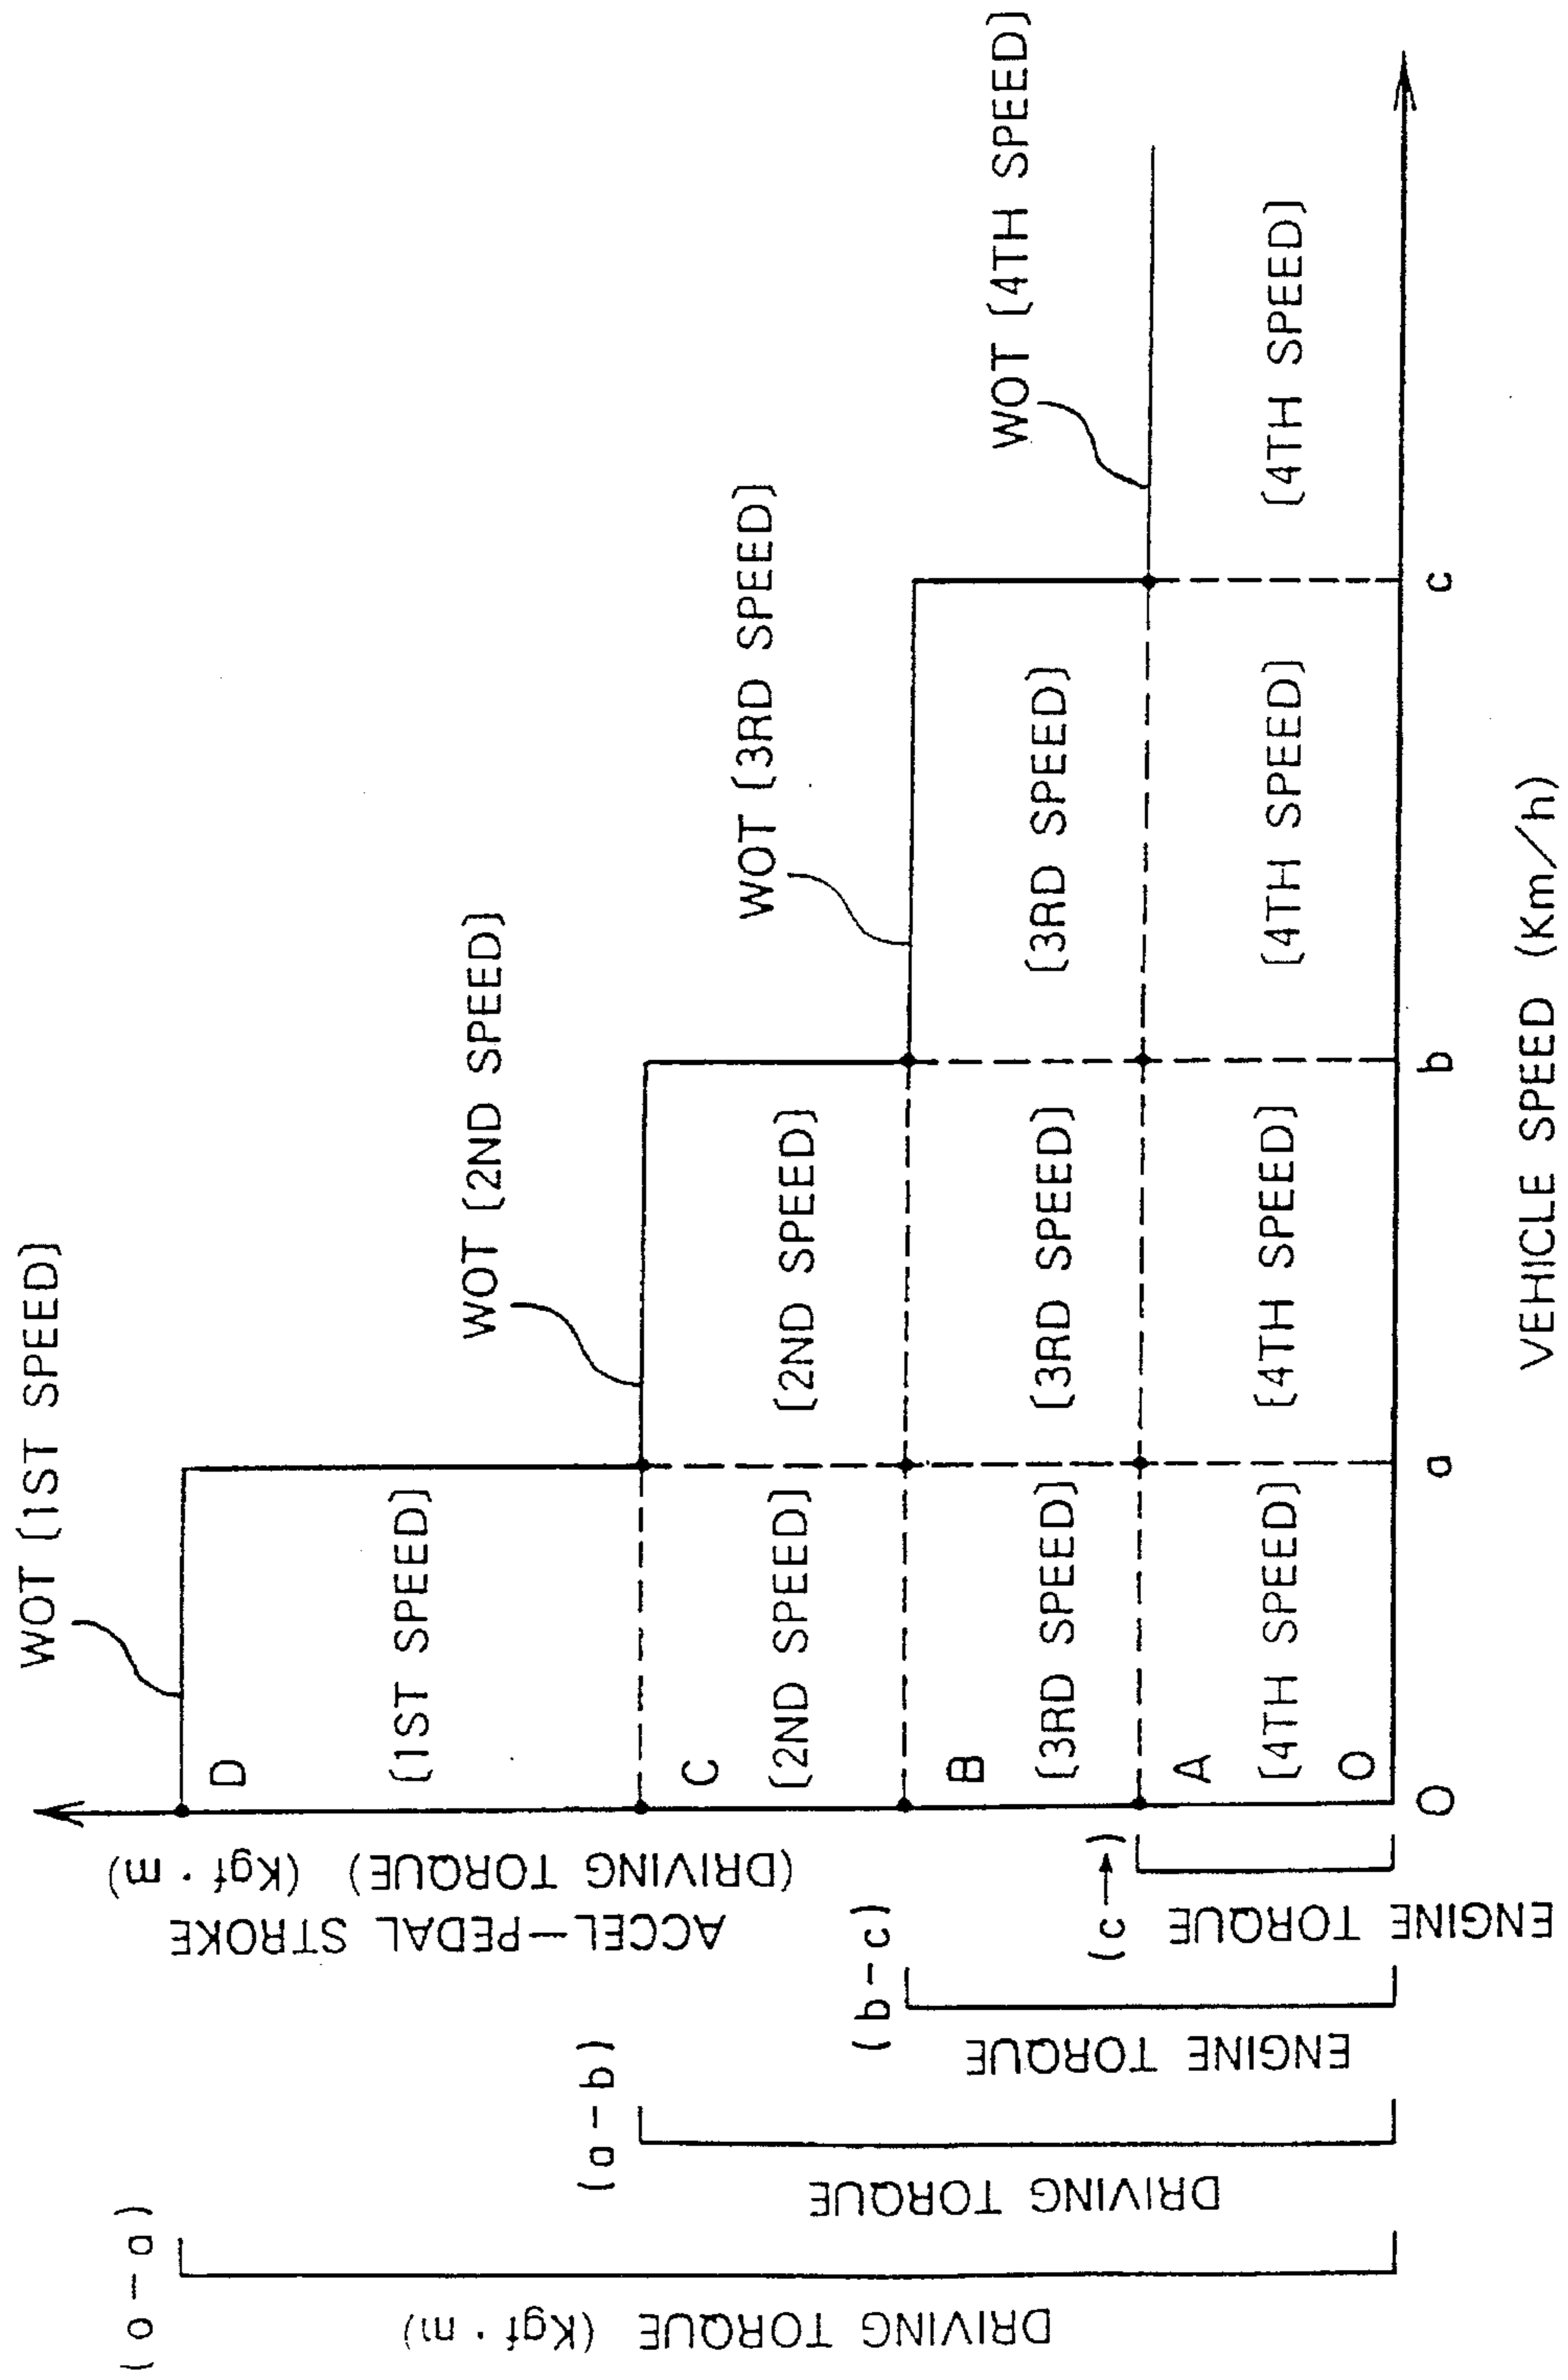 WOT [1ST SPEED]
WOT [2ND SPEED]
WOT [3RD SPEED]
WOT [4TH SPEED]
D
[1ST SPEED]
C
[2ND SPEED]
[2ND SPEED]
B
[3RD SPEED]
[3RD SPEED]
[3RD SPEED]
A
[4TH SPEED]
[4TH SPEED]
[4TH SPEED]
[4TH SPEED]
O
O
a
b
c
VEHICLE SPEED (Km/h)
ACCEL-PEDAL STROKE
(DRIVING TORQUE) (Kgf·m)
(c→)
ENGINE TORQUE
(b-c)
ENGINE TORQUE
(a-b)
DRIVING TORQUE
(o-a)
DRIVING TORQUE (Kgf·m)